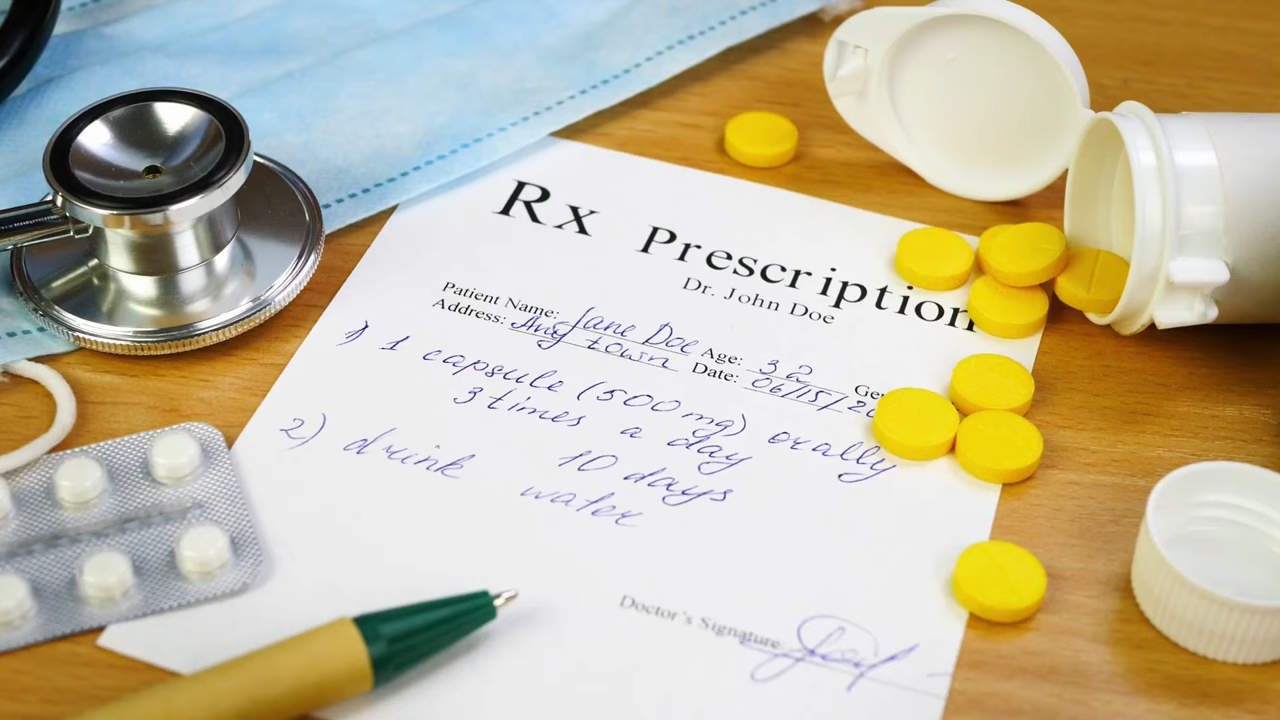 Rx Prescription
Dr. John Doe
Patient Name: Jane Doe Age: 32
Address: Any town Date: 06/15/20
1) 1 capsule (500mg) orally
3 times a day
10 days
2) drink water
Doctor's Signature